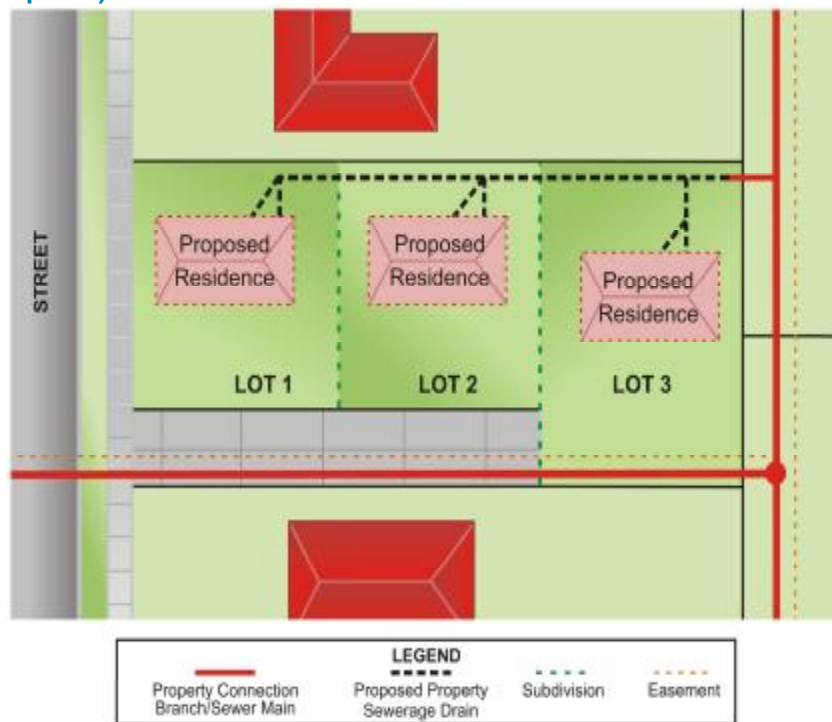 STREET
Proposed
Residence
Proposed
Residence
Proposed
Residence
LOT 1
LOT 2
LOT 3
LEGEND
Property Connection
Branch/Sewer Main
Proposed Property
Sewerage Drain
Subdivision
Easement